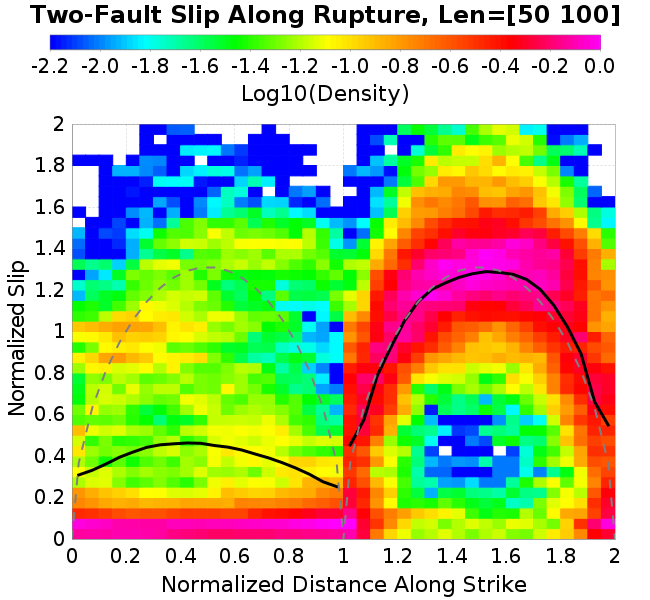 Two-Fault Slip Along Rupture, Len=[50 100]
-2.2 -2.0 -1.8 -1.6 -1.4 -1.2 -1.0 -0.8 -0.6 -0.4 -0.2 0.0
Log10(Density)
2
1.8
1.6
1.4
1.2
1
0.8
0.6
0.4
0.2
0
Normalized Slip
0 0.2 0.4 0.6 0.8 1 1.2 1.4 1.6 1.8 2
Normalized Distance Along Strike